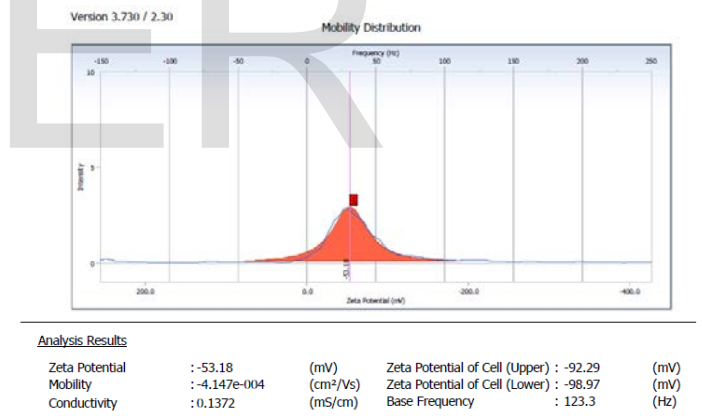 Version 3.730 / 2.30
Mobility Distribution
Frequency (Hz)
-150 -100 -50 0 50 100 150 200 250
10
5
0
Intensity
-53.18
200.0 0.0 -200.0 -400.0
Zeta Potential (mV)
Analysis Results
Zeta Potential : -53.18 (mV) Zeta Potential of Cell (Upper) : -92.29 (mV)
Mobility : -4.147e-004 (cm²/Vs) Zeta Potential of Cell (Lower) : -98.97 (mV)
Conductivity : 0.1372 (mS/cm) Base Frequency : 123.3 (Hz)
ER